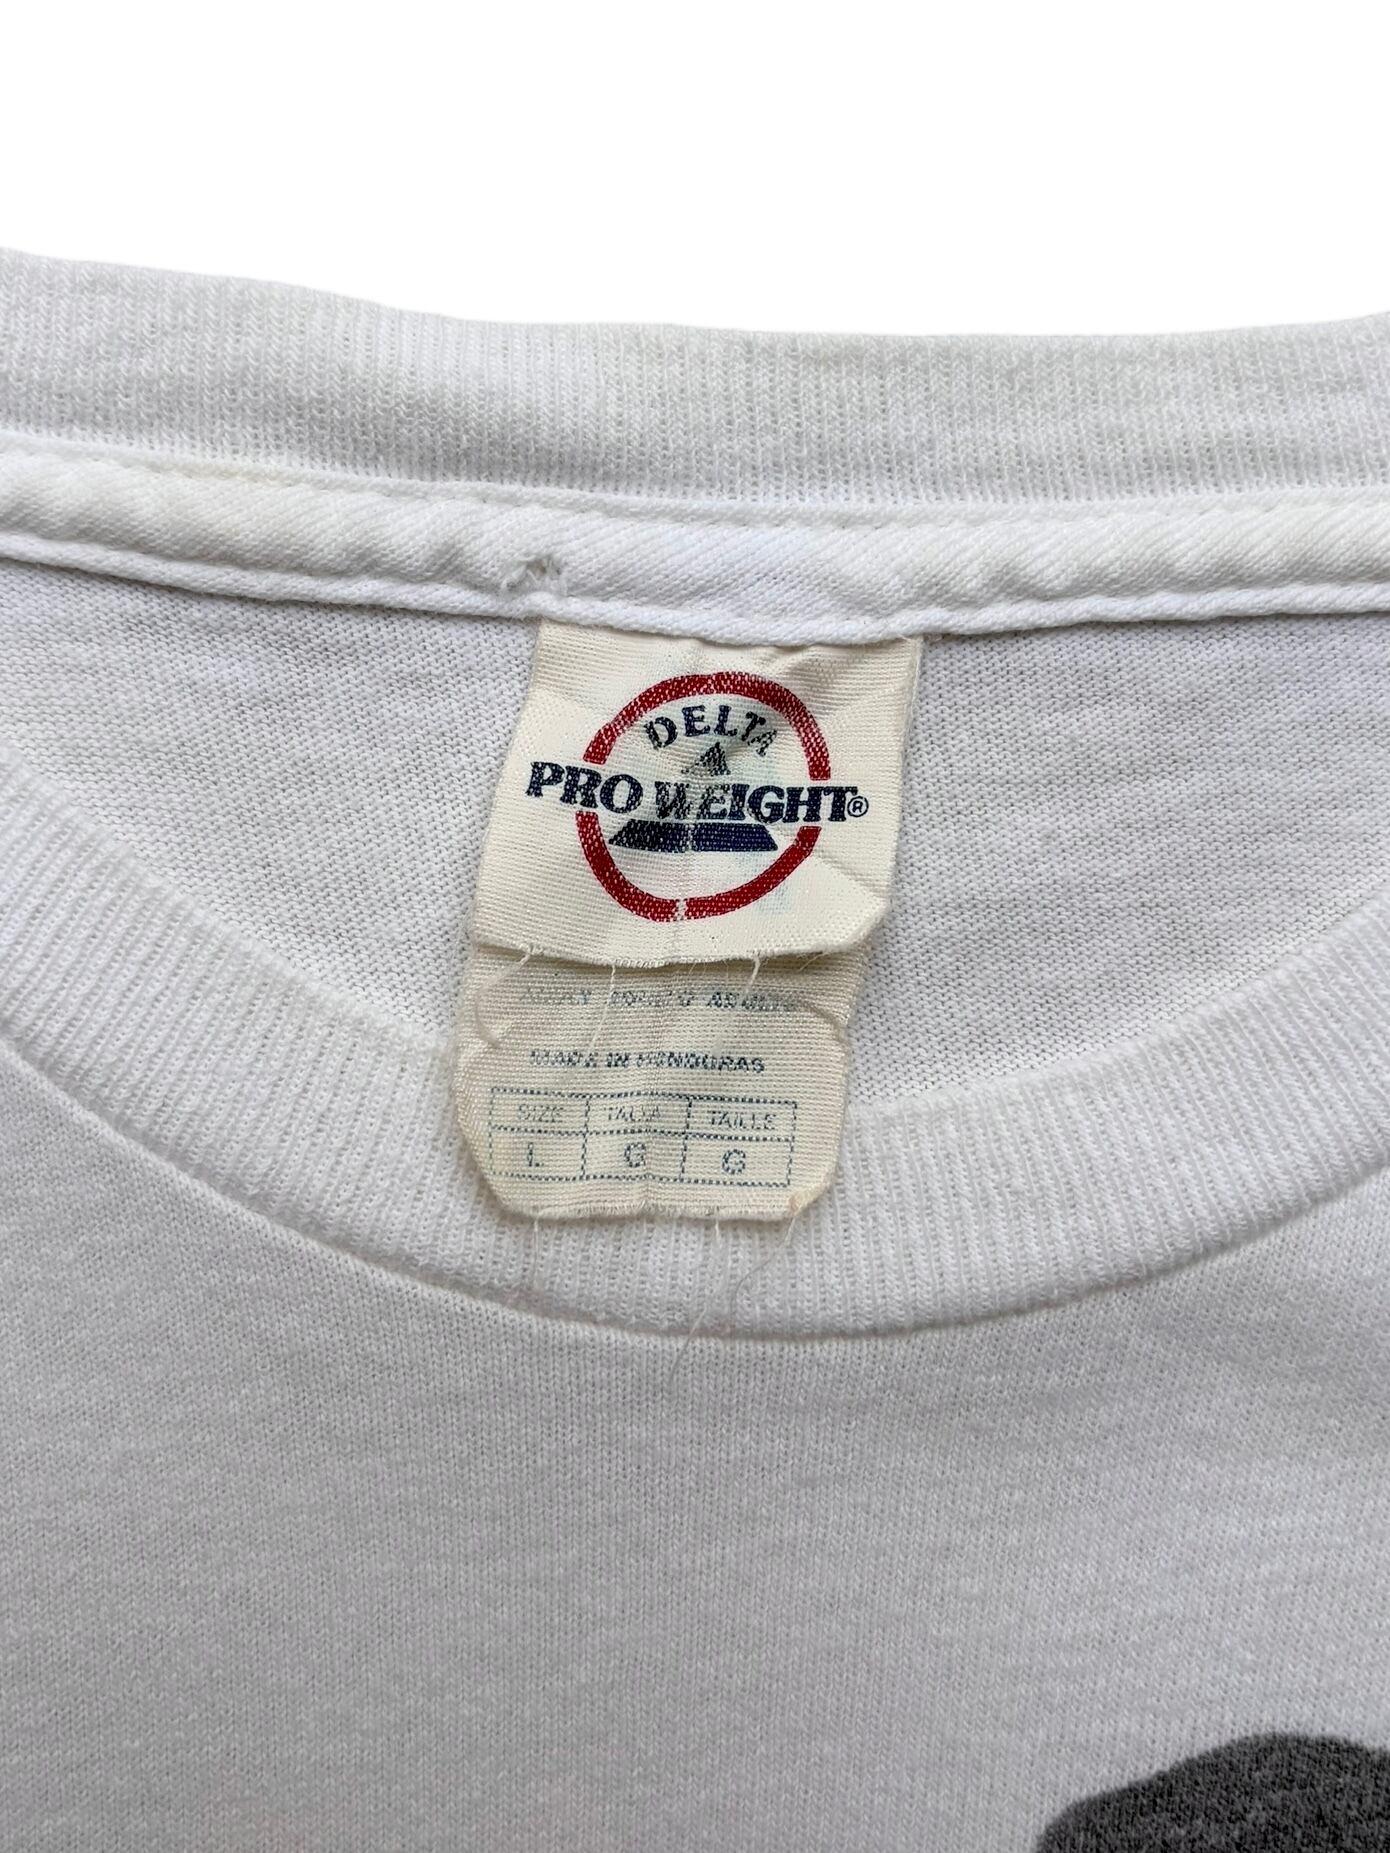 DELTA
PRO WEIGHT®
MADE IN HONDURAS
SIZE TALLA TAILLE
L G G